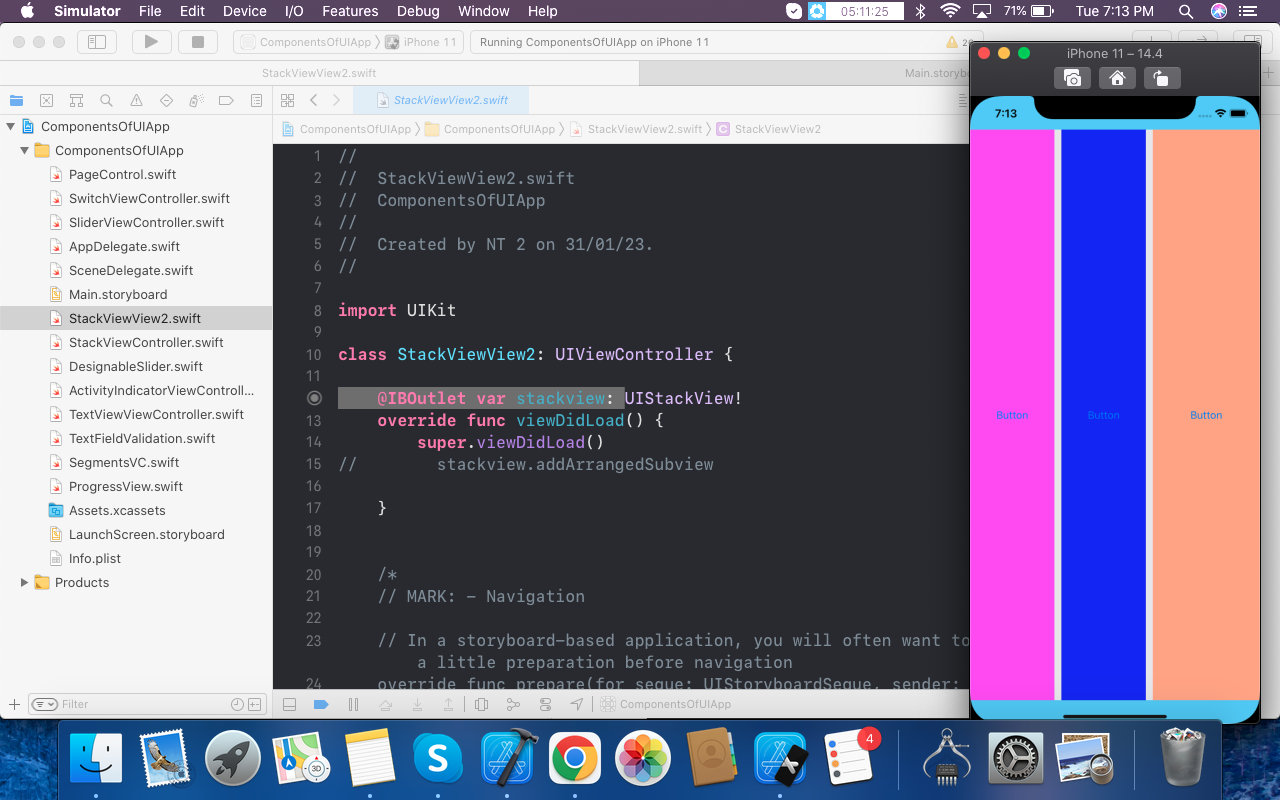 Simulator File Edit Device I/O Features Debug Window Help 05:11:25 71% Tue 7:13 PM
ComponentsOfUIApp iPhone 11 Running ComponentsOfUIApp on iPhone 11
iPhone 11 – 14.4
StackViewView2.swift Main.storyb
StackViewView2.swift
ComponentsOfUIApp ComponentsOfUIApp StackViewView2.swift StackViewView2
ComponentsOfUIApp
ComponentsOfUIApp
PageControl.swift
SwitchViewController.swift
SliderViewController.swift
AppDelegate.swift
SceneDelegate.swift
Main.storyboard
StackViewView2.swift
StackViewController.swift
DesignableSlider.swift
ActivityIndicatorViewControll...
TextViewViewController.swift
TextFieldValidation.swift
SegmentsVC.swift
ProgressView.swift
Assets.xcassets
LaunchScreen.storyboard
Info.plist
Products
Filter
1 //
2 //  StackViewView2.swift
3 //  ComponentsOfUIApp
4 //
5 //  Created by NT 2 on 31/01/23.
6 //
7
8 import UIKit
9
10 class StackViewView2: UIViewController {
11
@IBOutlet var stackview: UIStackView!
13 override func viewDidLoad() {
14 super.viewDidLoad()
15 //        stackview.addArrangedSubview
16
17 }
18
19
20 /*
21 // MARK: - Navigation
22
23 // In a storyboard-based application, you will often want to
a little preparation before navigation
24 override func prepare(for segue: UIStoryboardSegue, sender:
ComponentsOfUIApp
7:13
Button Button Button
3D
4